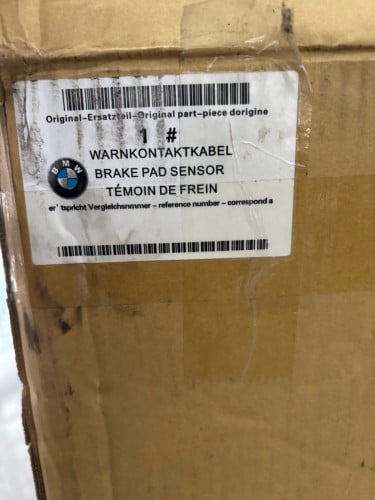 Original-Ersatzteil-Original part-piece dorigine
1 #
WARNKONTAKTKABEL
BMW
BRAKE PAD SENSOR
TÉMOIN DE FREIN
er' tspricht Vergleichsnmmer - reference number - correspond a